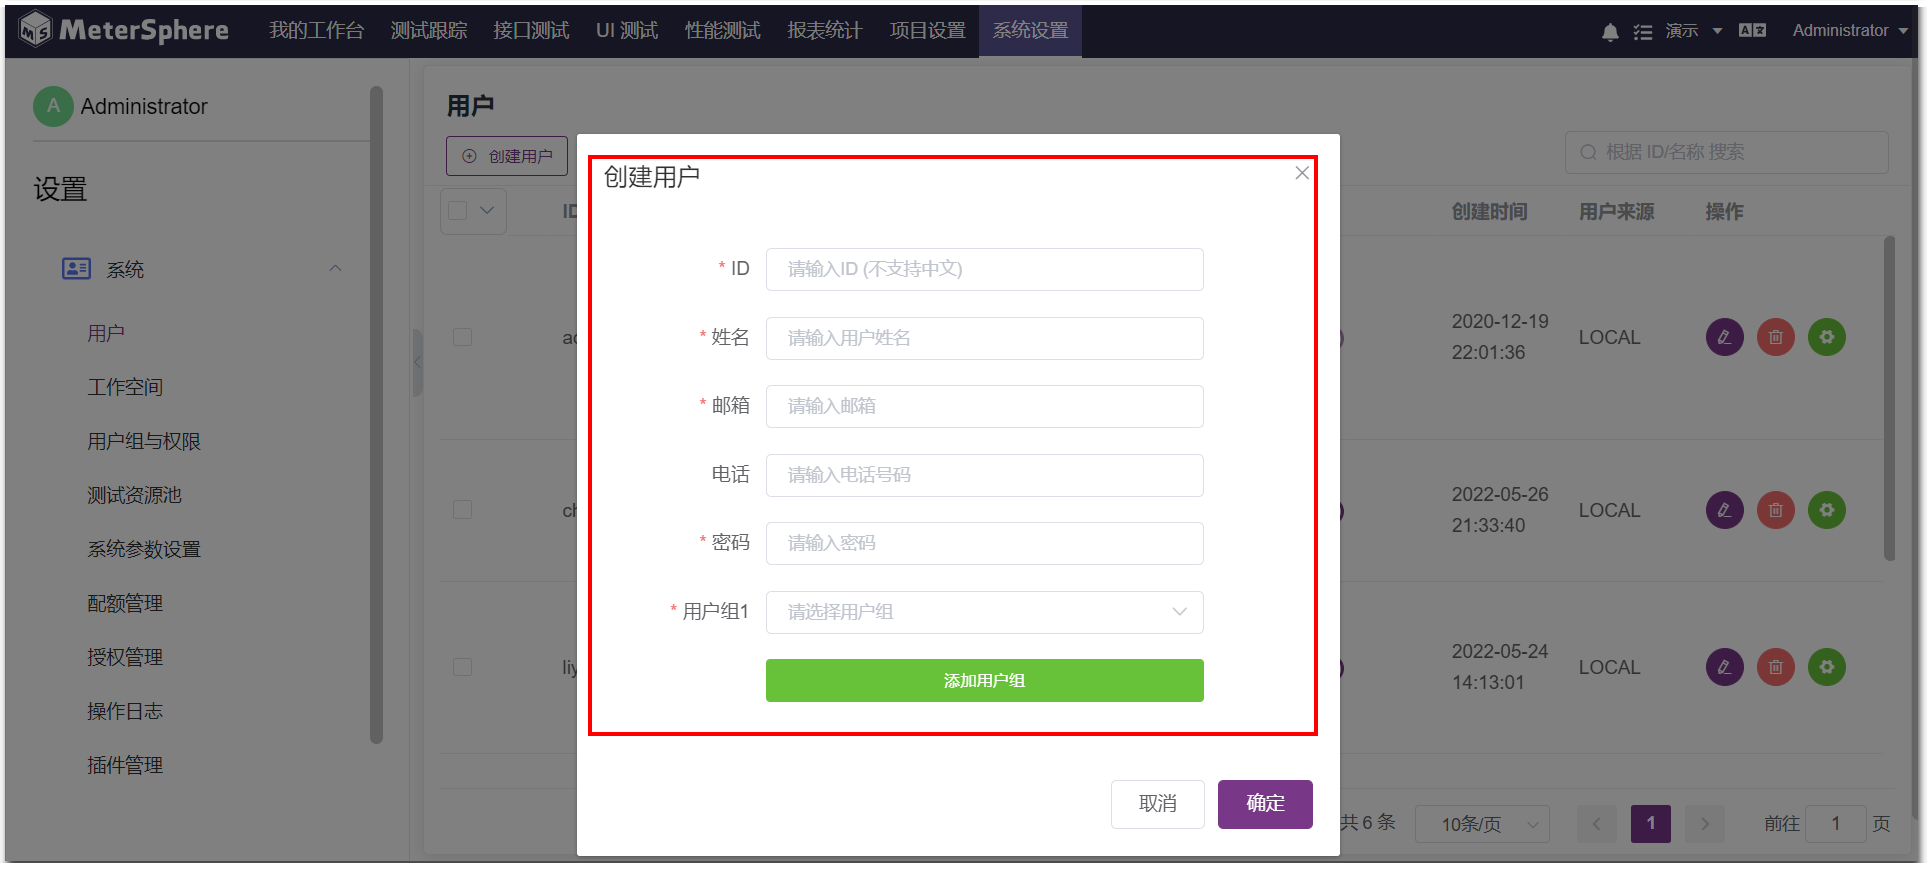 MeterSphere 我的工作台 测试跟踪 接口测试 UI 测试 性能测试 报表统计 项目设置 系统设置 演示 Administrator
A Administrator
设置
系统
用户
工作空间
用户组与权限
测试资源池
系统参数设置
配额管理
授权管理
操作日志
插件管理
用户
创建用户
根据 ID/名称 搜索
创建时间 用户来源 操作
2020-12-19
22:01:36
LOCAL
2022-05-26
21:33:40
LOCAL
2022-05-24
14:13:01
LOCAL
创建用户
* ID 请输入ID (不支持中文)
* 姓名 请输入用户姓名
* 邮箱 请输入邮箱
电话 请输入电话号码
* 密码 请输入密码
* 用户组1 请选择用户组
添加用户组
取消 确定
共 6 条 10条/页 1 前往 1 页